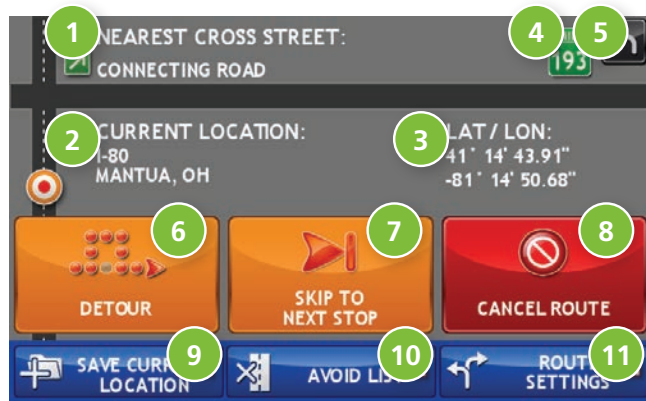 1 NEAREST CROSS STREET:
CONNECTING ROAD
4 5
193
2 CURRENT LOCATION:
I-80
MANTUA, OH
3 LAT / LON:
41° 14' 43.91"
-81° 14' 50.68"
6
DETOUR
7
SKIP TO
NEXT STOP
8
CANCEL ROUTE
9
SAVE
LOCATION
10
AVOID
11
SETTINGS